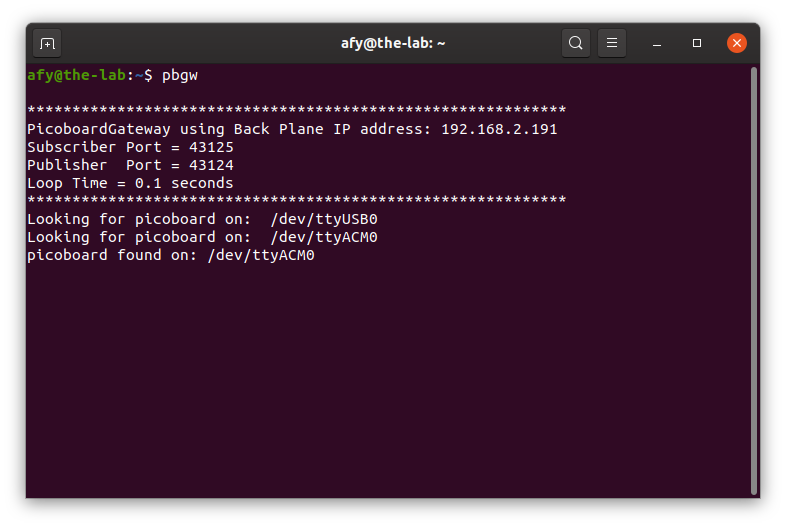 afy@the-lab: ~
afy@the-lab:~$ pbgw
************************************************************
PicoboardGateway using Back Plane IP address: 192.168.2.191
Subscriber Port = 43125
Publisher  Port = 43124
Loop Time = 0.1 seconds
************************************************************
Looking for picoboard on:  /dev/ttyUSB0
Looking for picoboard on:  /dev/ttyACM0
picoboard found on: /dev/ttyACM0